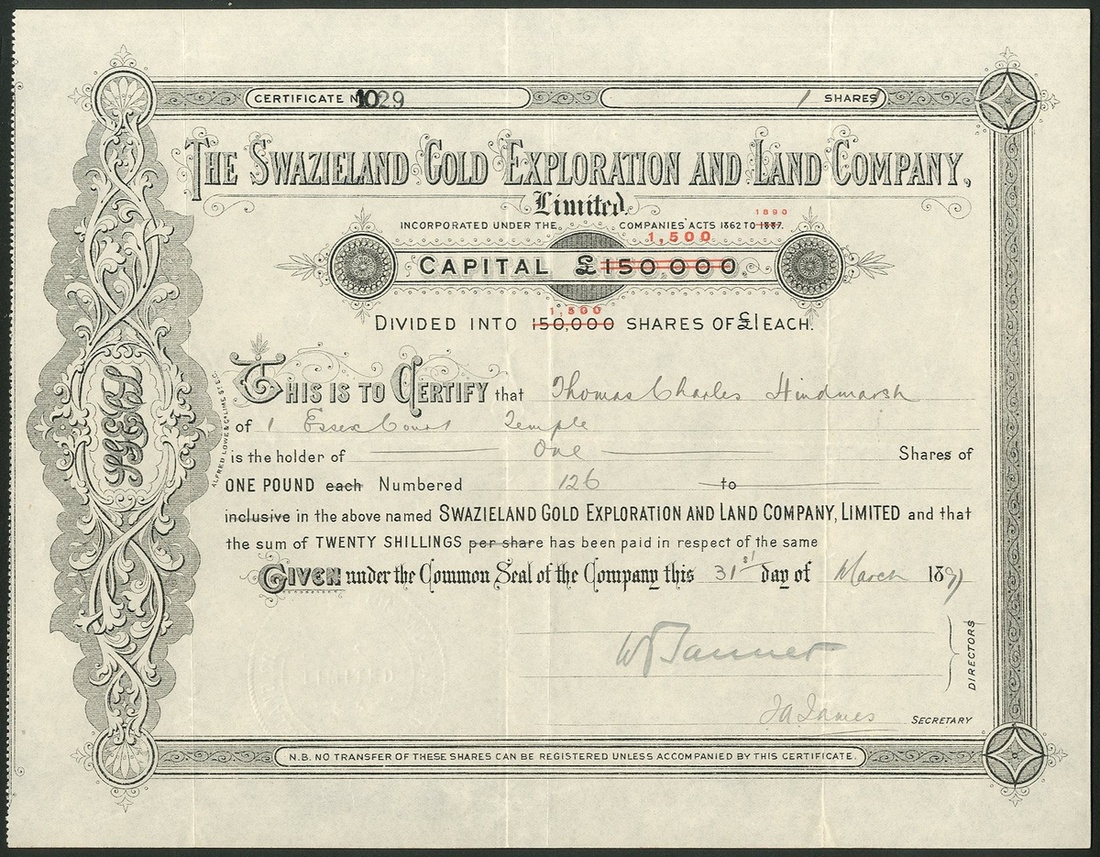 CERTIFICATE No 1029 1 SHARES
THE SWAZIELAND GOLD EXPLORATION AND LAND COMPANY,
Limited.
1890
INCORPORATED UNDER THE COMPANIES' ACTS 1862 TO 1887.
1,500
CAPITAL £150,000.
1,500
DIVIDED INTO 150,000 SHARES OF £1 EACH.
THIS IS TO CERTIFY that Thomas Charles Hindmarsh
of 1 Essex Court Temple
is the holder of One Shares of
ONE POUND each Numbered 126 to
inclusive in the above named SWAZIELAND GOLD EXPLORATION AND LAND COMPANY, LIMITED and that
the sum of TWENTY SHILLINGS per share has been paid in respect of the same
GIVEN under the Common Seal of the Company this 31st day of March 1891
W Tanner
DIRECTORS
J A James SECRETARY
LIMITED
N.B. NO TRANSFER OF THESE SHARES CAN BE REGISTERED UNLESS ACCOMPANIED BY THIS CERTIFICATE.